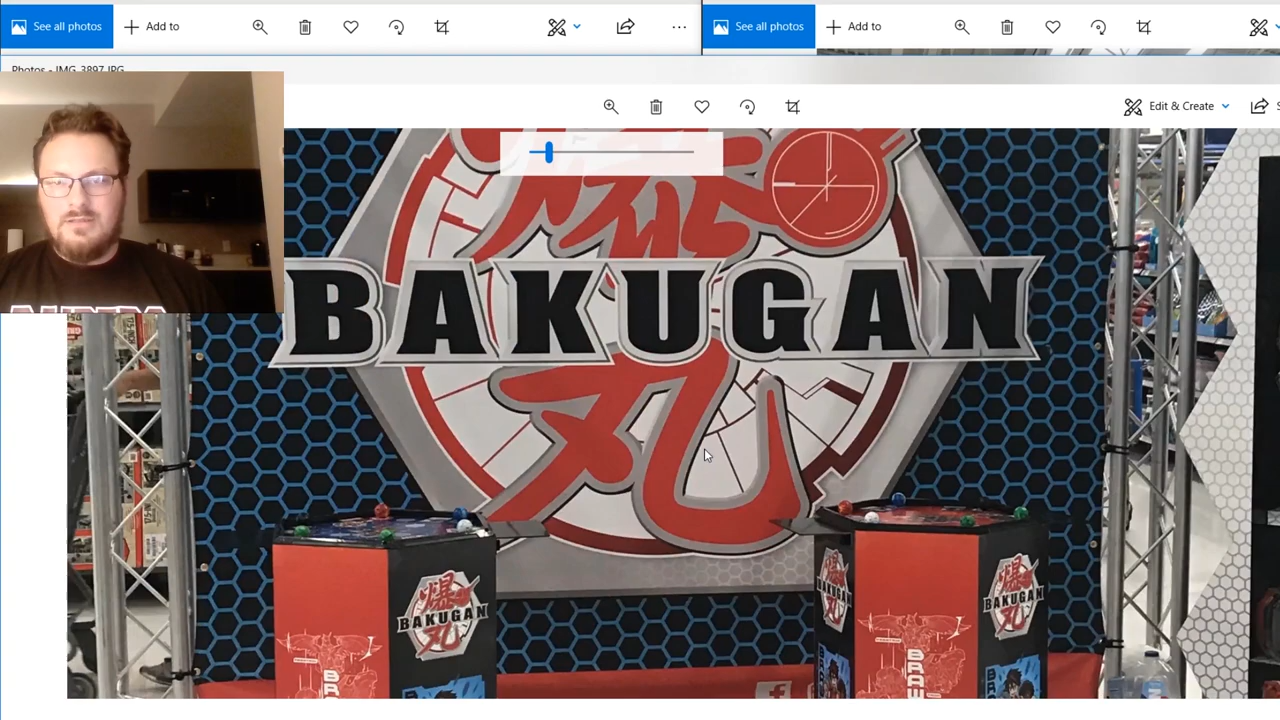 See all photos
Add to
See all photos
Add to
Photos - IMG_3897.JPG
Edit & Create
BAKUGAN
丸
爆
BAKUGAN
丸
爆
BAKUGAN
丸
BAKUGAN
f